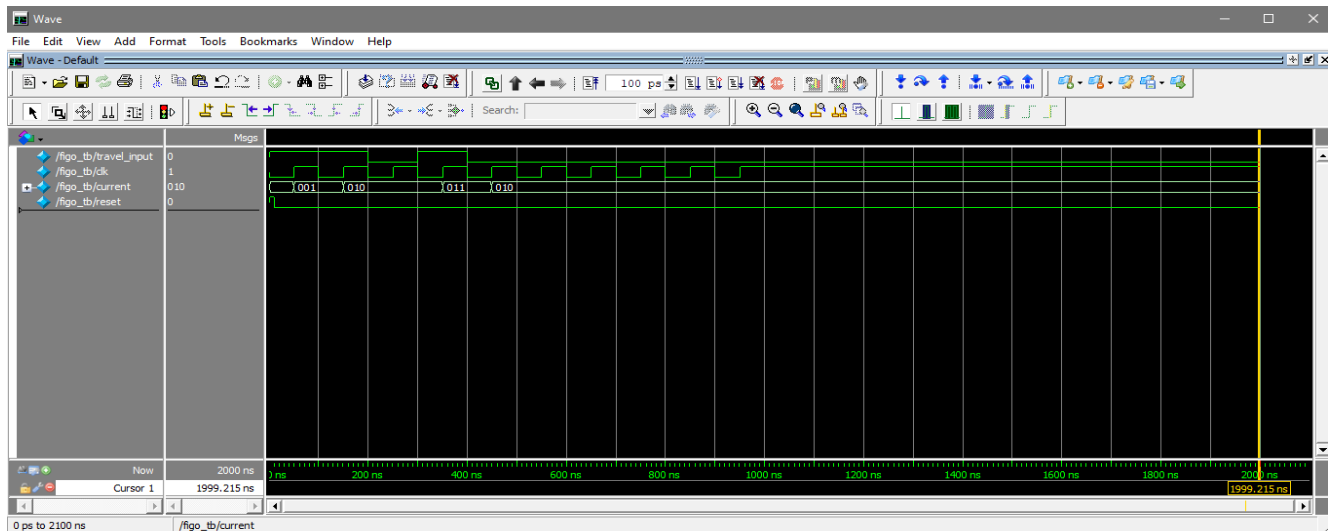 Wave
File Edit View Add Format Tools Bookmarks Window Help
Wave - Default
100 ps
Search:
Msgs
/figo_tb/travel_input 0
/figo_tb/clk 1
/figo_tb/current 010 001 010 011 010
/figo_tb/reset 0
Now 2000 ns
)ns 200 ns 400 ns 600 ns 800 ns 1000 ns 1200 ns 1400 ns 1600 ns 1800 ns 2000 ns
Cursor 1 1999.215 ns 1999.215 ns
0 ps to 2100 ns /figo_tb/current